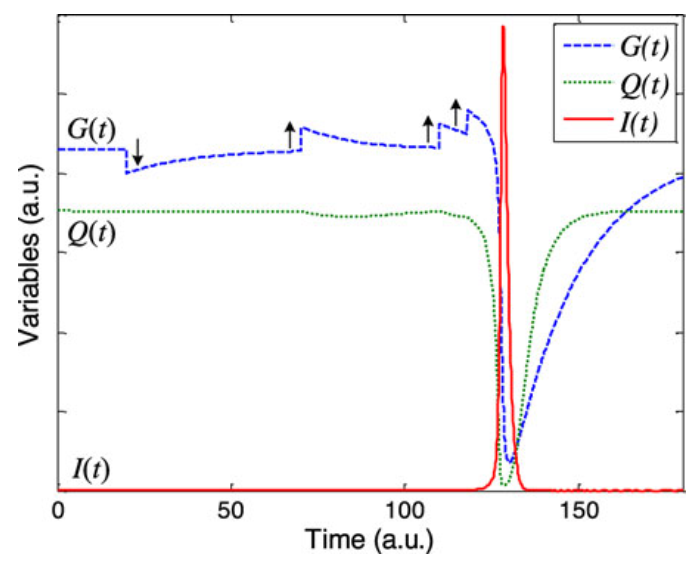 G(t)
Q(t)
I(t)
G(t)
Q(t)
I(t)
Variables (a.u.)
0
50
100
150
Time (a.u.)